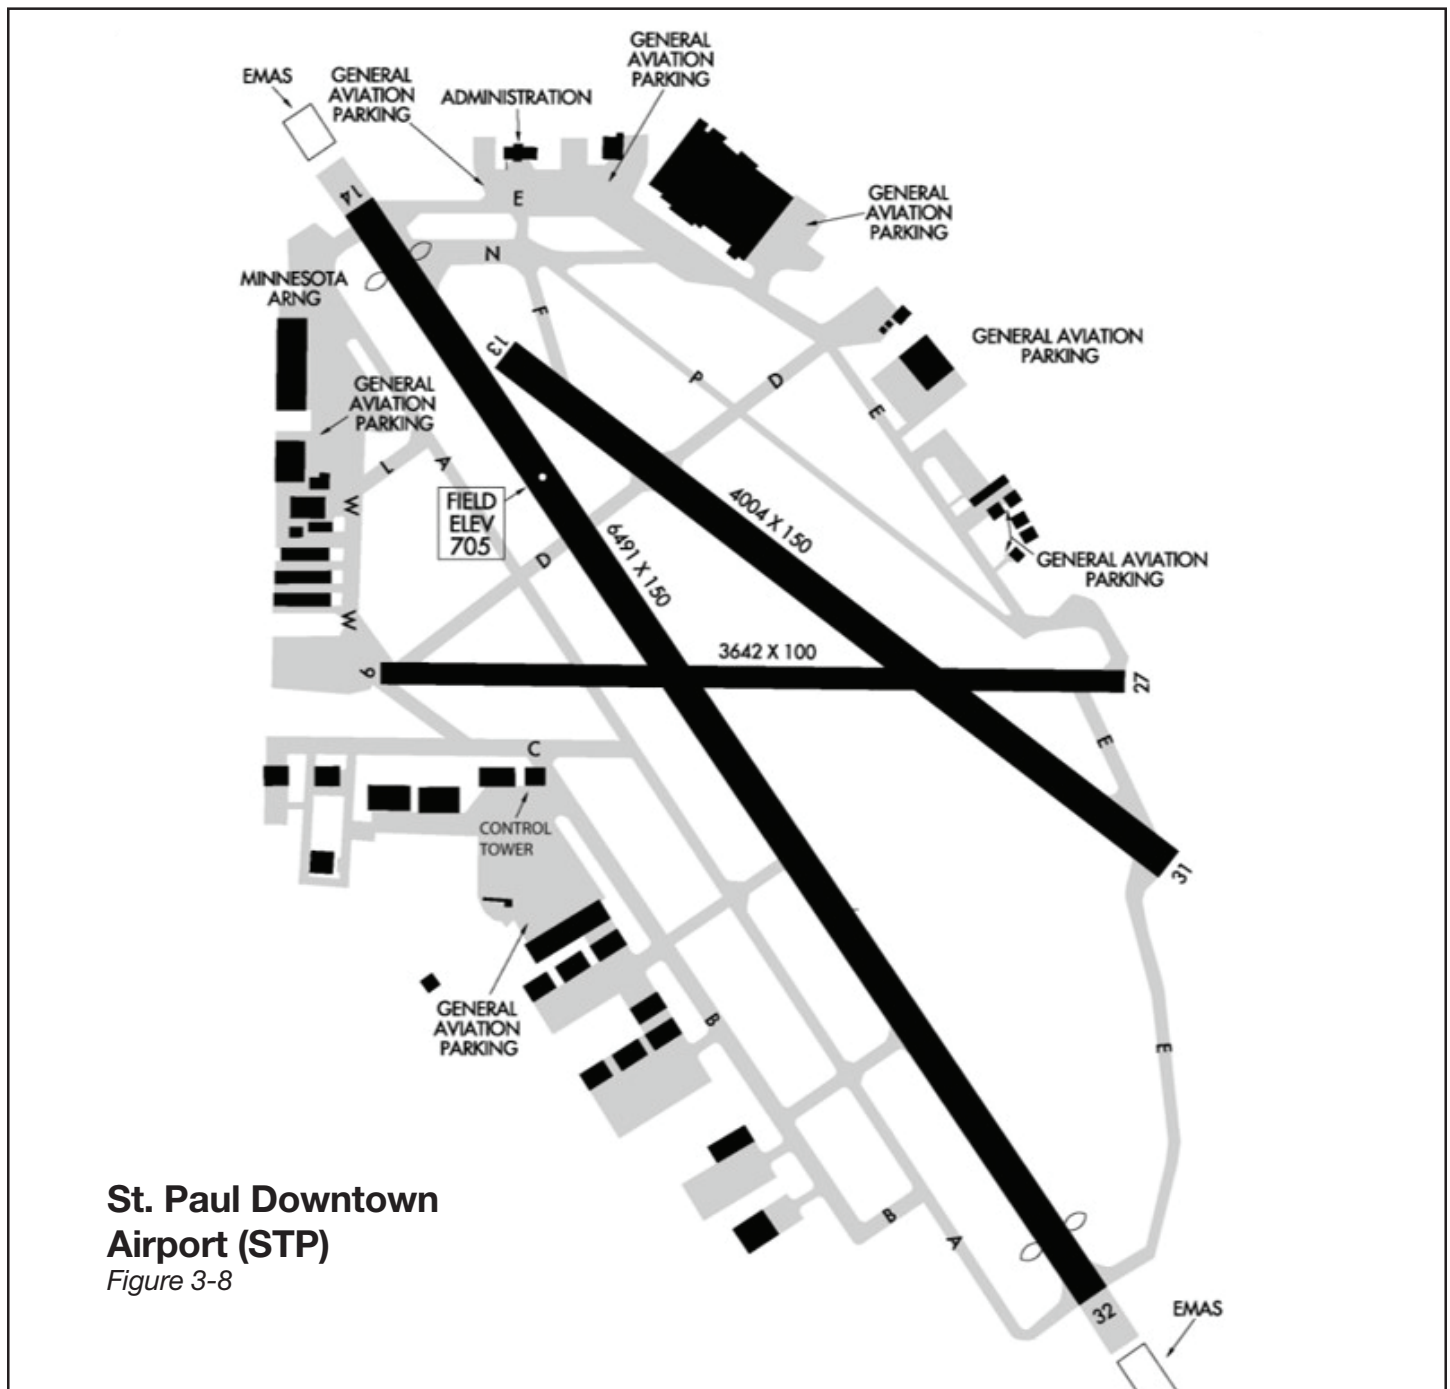 GENERAL
AVIATION
PARKING
EMAS
GENERAL
AVIATION
PARKING
ADMINISTRATION
14
E
GENERAL
AVIATION
PARKING
N
MINNESOTA
ARNG
F
13
GENERAL AVIATION
PARKING
GENERAL
AVIATION
PARKING
P
D
E
L
A
FIELD
ELEV
705
W
4004 X 150
6491 X 150
D
GENERAL AVIATION
PARKING
W
3642 X 100
9
27
C
E
CONTROL
TOWER
31
GENERAL
AVIATION
PARKING
B
E
St. Paul Downtown
Airport (STP)
Figure 3-8
B
A
32
EMAS